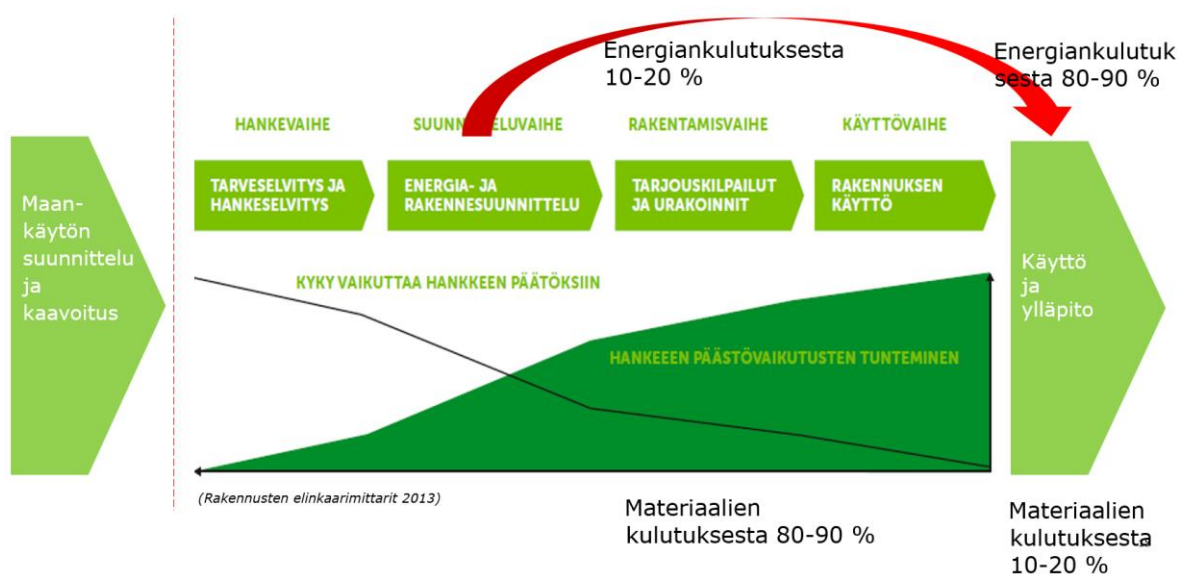 Energiankulutuksesta
10-20 %
Energiankulutuk
sesta 80-90 %
HANKEVAIHE
SUUNNITTELUVAIHE
RAKENTAMISVAIHE
KÄYTTÖVAIHE
Maan-
käytön
suunnittelu
ja
kaavoitus
TARVESELVITYS JA
HANKESELVITYS
ENERGIA- JA
RAKENNESUUNNITTELU
TARJOUSKILPAILUT
JA URAKOINNIT
RAKENNUKSEN
KÄYTTÖ
Käyttö
ja
ylläpito
KYKY VAIKUTTAA HANKKEEN PÄÄTÖKSIIN
HANKEEEN PÄÄSTÖVAIKUTUSTEN TUNTEMINEN
(Rakennusten elinkaarimittarit 2013)
Materiaalien
kulutuksesta 80-90 %
Materiaalien
kulutuksesta
10-20 %